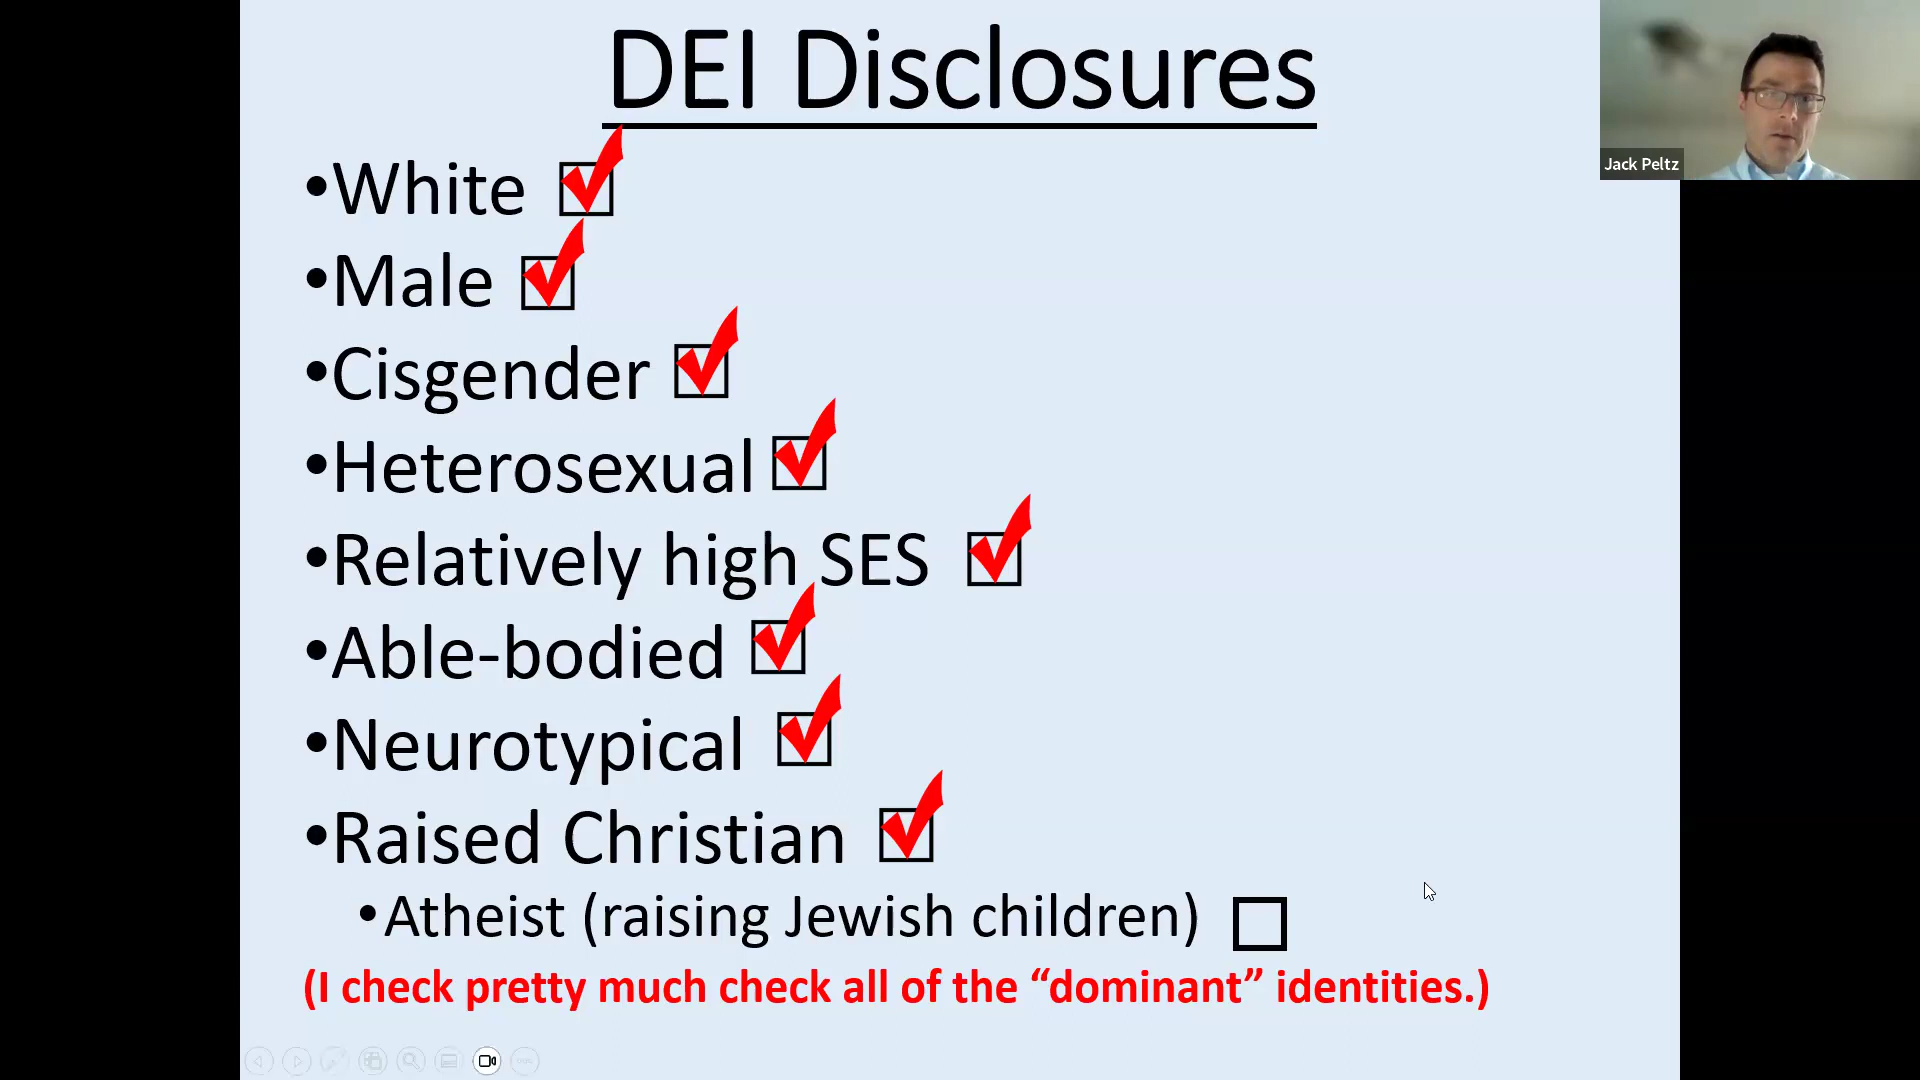 DEI Disclosures
•White
•Male
•Cisgender
•Heterosexual
•Relatively high SES
•Able-bodied
•Neurotypical
•Raised Christian
•Atheist (raising Jewish children)
(I check pretty much check all of the “dominant” identities.)
Jack Peltz